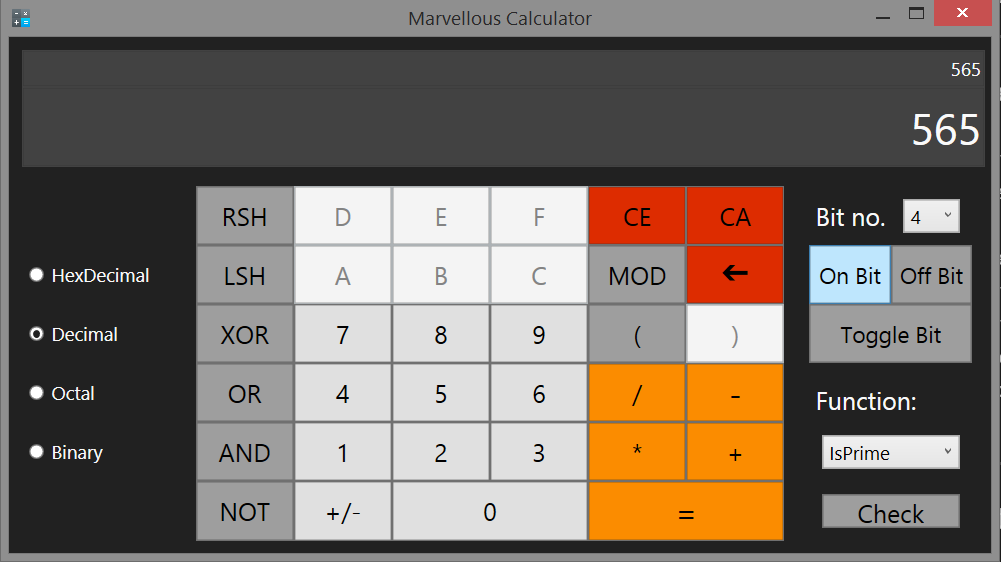 Marvellous Calculator
565
565
RSH D E F CE CA Bit no. 4
HexDecimal LSH A B C MOD ← On Bit Off Bit
Decimal XOR 7 8 9 ( ) Toggle Bit
Octal OR 4 5 6 / - Function:
Binary AND 1 2 3 * + IsPrime
NOT +/- 0 = Check